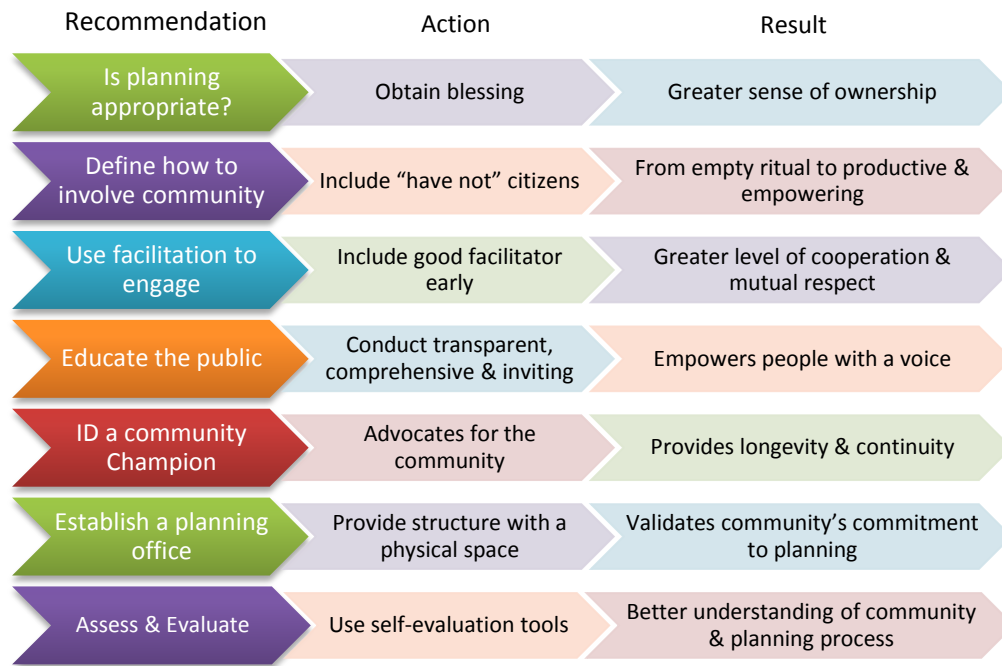 Recommendation
Action
Result
Is planning
appropriate?
Obtain blessing
Greater sense of ownership
Define how to
involve community
Include “have not” citizens
From empty ritual to productive &
empowering
Use facilitation to
engage
Include good facilitator
early
Greater level of cooperation &
mutual respect
Educate the public
Conduct transparent,
comprehensive & inviting
Empowers people with a voice
ID a community
Champion
Advocates for the
community
Provides longevity & continuity
Establish a planning
office
Provide structure with a
physical space
Validates community’s commitment
to planning
Assess & Evaluate
Use self-evaluation tools
Better understanding of community
& planning process